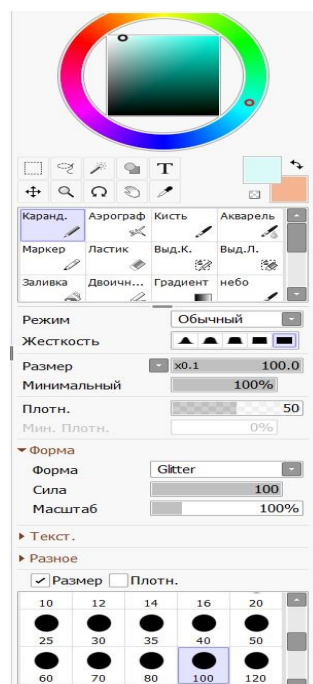 T
Каранд. Аэрограф Кисть Акварель
Маркер Ластик Выд.К. Выд.Л.
Заливка Двоичн... Градиент небо
Режим Обычный
Жесткость
Размер x0.1 100.0
Минимальный 100%
Плотн. 50
Мин. Плотн. 0%
Форма
Форма Glitter
Сила 100
Масштаб 100%
Текст.
Разное
Размер Плотн.
10 12 14 16 20
25 30 35 40 50
60 70 80 100 120